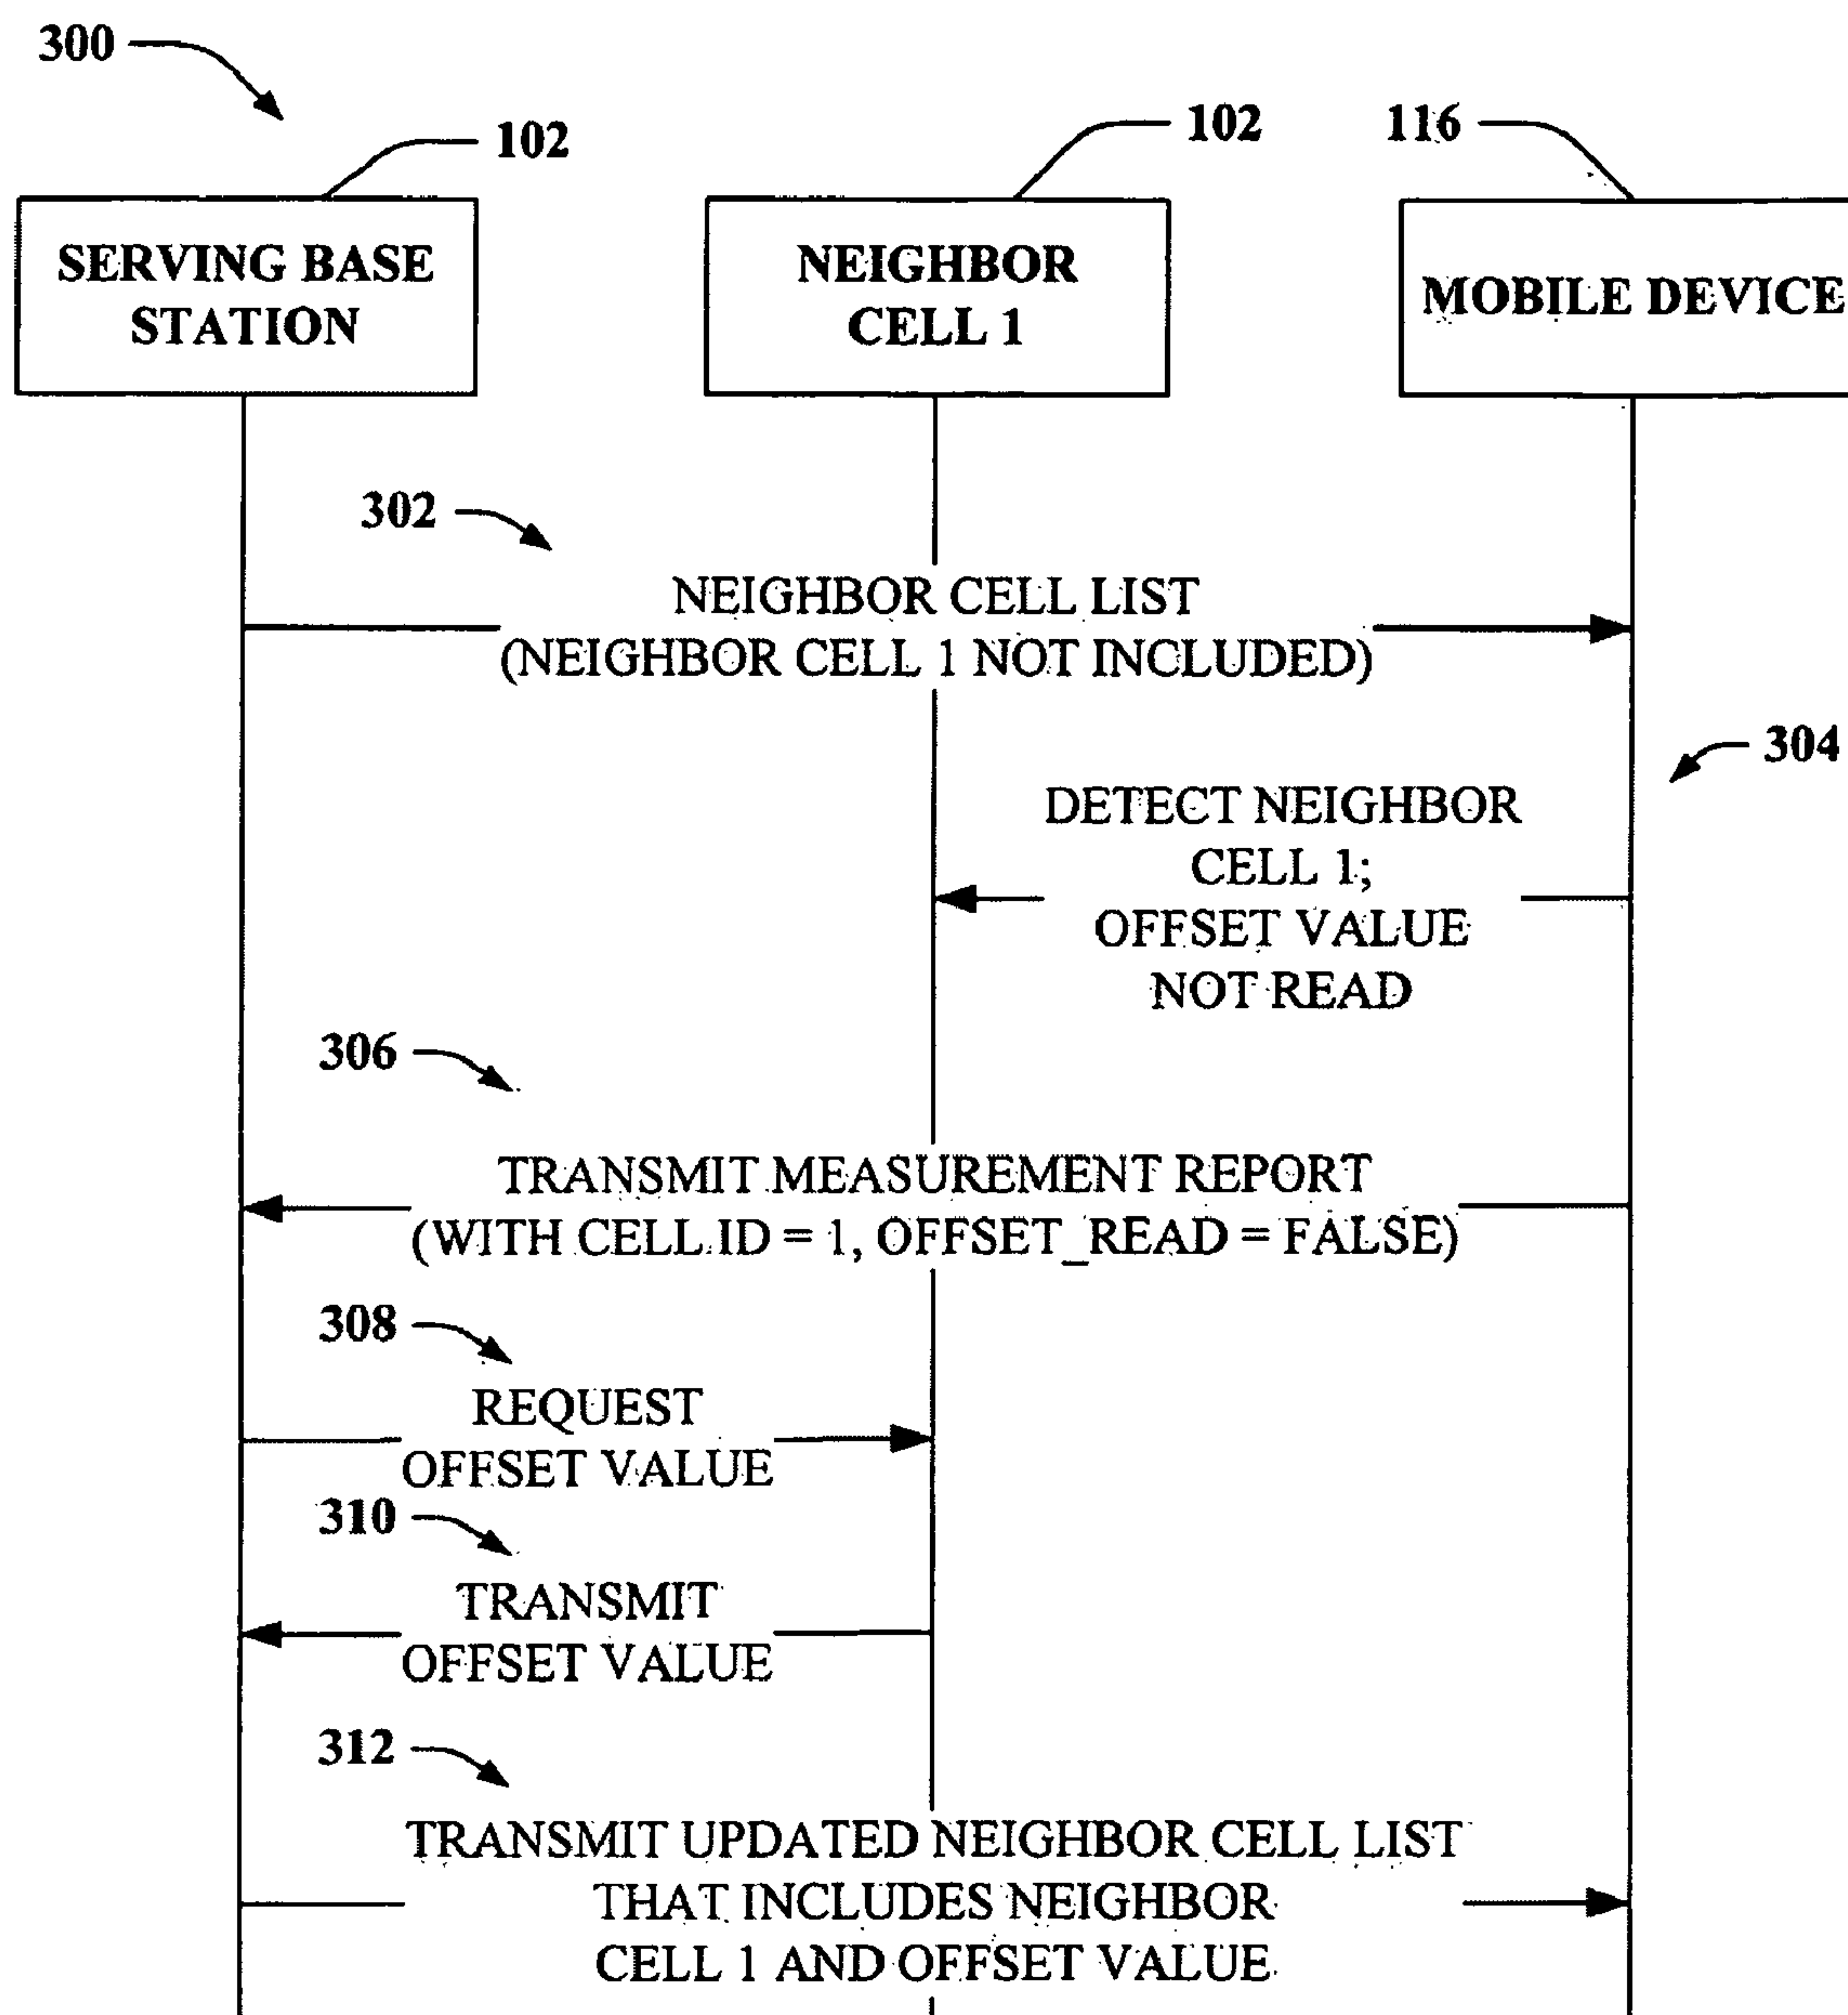 300
102
102
116
SERVING BASE
STATION
NEIGHBOR
CELL 1
MOBILE DEVICE
302
NEIGHBOR CELL LIST
(NEIGHBOR CELL 1 NOT INCLUDED)
304
DETECT NEIGHBOR
CELL 1;
OFFSET VALUE
NOT READ
306
TRANSMIT MEASUREMENT REPORT
(WITH CELL ID = 1, OFFSET_READ = FALSE)
308
REQUEST
OFFSET VALUE
310
TRANSMIT
OFFSET VALUE
312
TRANSMIT UPDATED NEIGHBOR CELL LIST
THAT INCLUDES NEIGHBOR
CELL 1 AND OFFSET VALUE